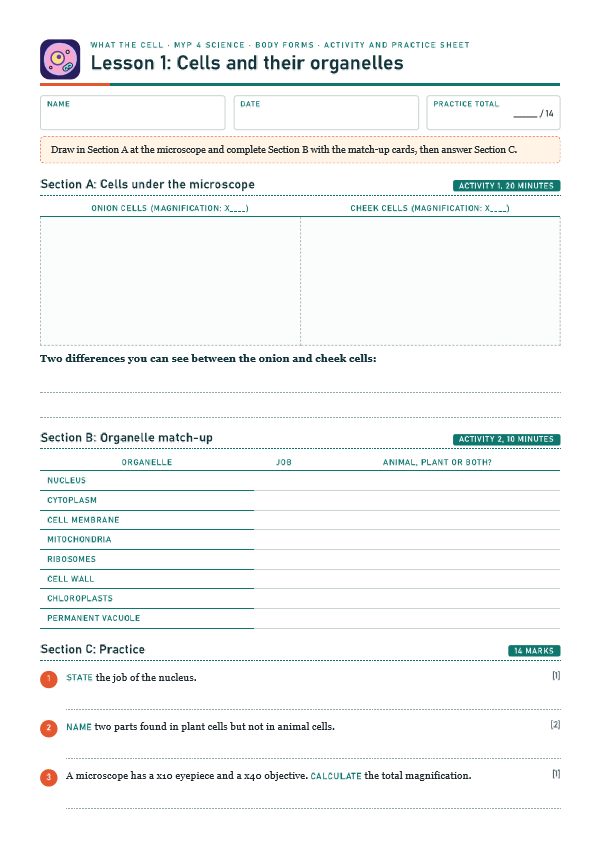 WHAT THE CELL · MYP 4 SCIENCE · BODY FORMS · ACTIVITY AND PRACTICE SHEET
Lesson 1: Cells and their organelles
NAME
DATE
PRACTICE TOTAL
_____ / 14
Draw in Section A at the microscope and complete Section B with the match-up cards, then answer Section C.
Section A: Cells under the microscope
ACTIVITY 1, 20 MINUTES
ONION CELLS (MAGNIFICATION: X____)
CHEEK CELLS (MAGNIFICATION: X____)
Two differences you can see between the onion and cheek cells:
Section B: Organelle match-up
ACTIVITY 2, 10 MINUTES
ORGANELLE
JOB
ANIMAL, PLANT OR BOTH?
NUCLEUS
CYTOPLASM
CELL MEMBRANE
MITOCHONDRIA
RIBOSOMES
CELL WALL
CHLOROPLASTS
PERMANENT VACUOLE
Section C: Practice
14 MARKS
1 STATE the job of the nucleus. [1]
2 NAME two parts found in plant cells but not in animal cells. [2]
3 A microscope has a x10 eyepiece and a x40 objective. CALCULATE the total magnification. [1]